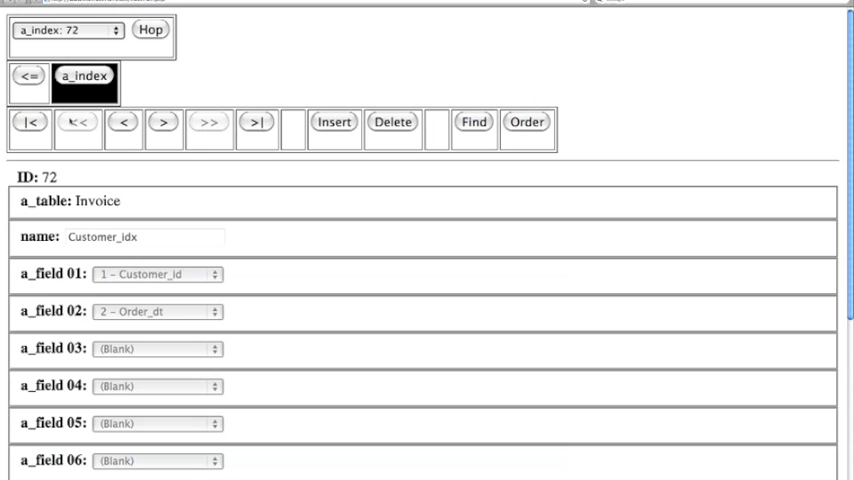 a_index: 72 Hop
<= a_index
|< << < > >> >| Insert Delete Find Order
ID: 72
a_table: Invoice
name: Customer_idx
a_field 01: 1 – Customer_id
a_field 02: 2 – Order_dt
a_field 03: (Blank)
a_field 04: (Blank)
a_field 05: (Blank)
a_field 06: (Blank)